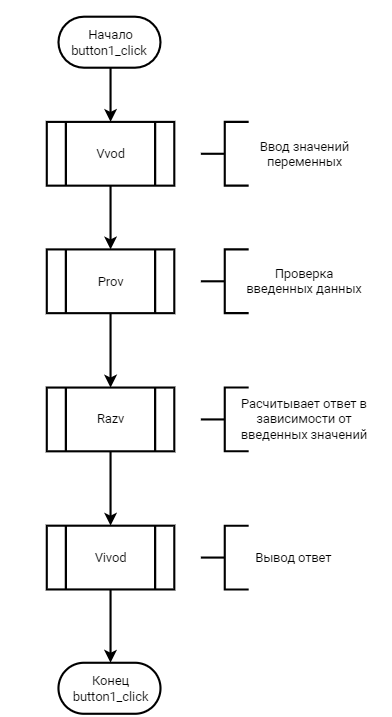 Начало
button1_click
Vvod
Ввод значений
переменных
Prov
Проверка
введенных данных
Razv
Расчитывает ответ в
зависимости от
введенных значений
Vivod
Вывод ответ
Конец
button1_click